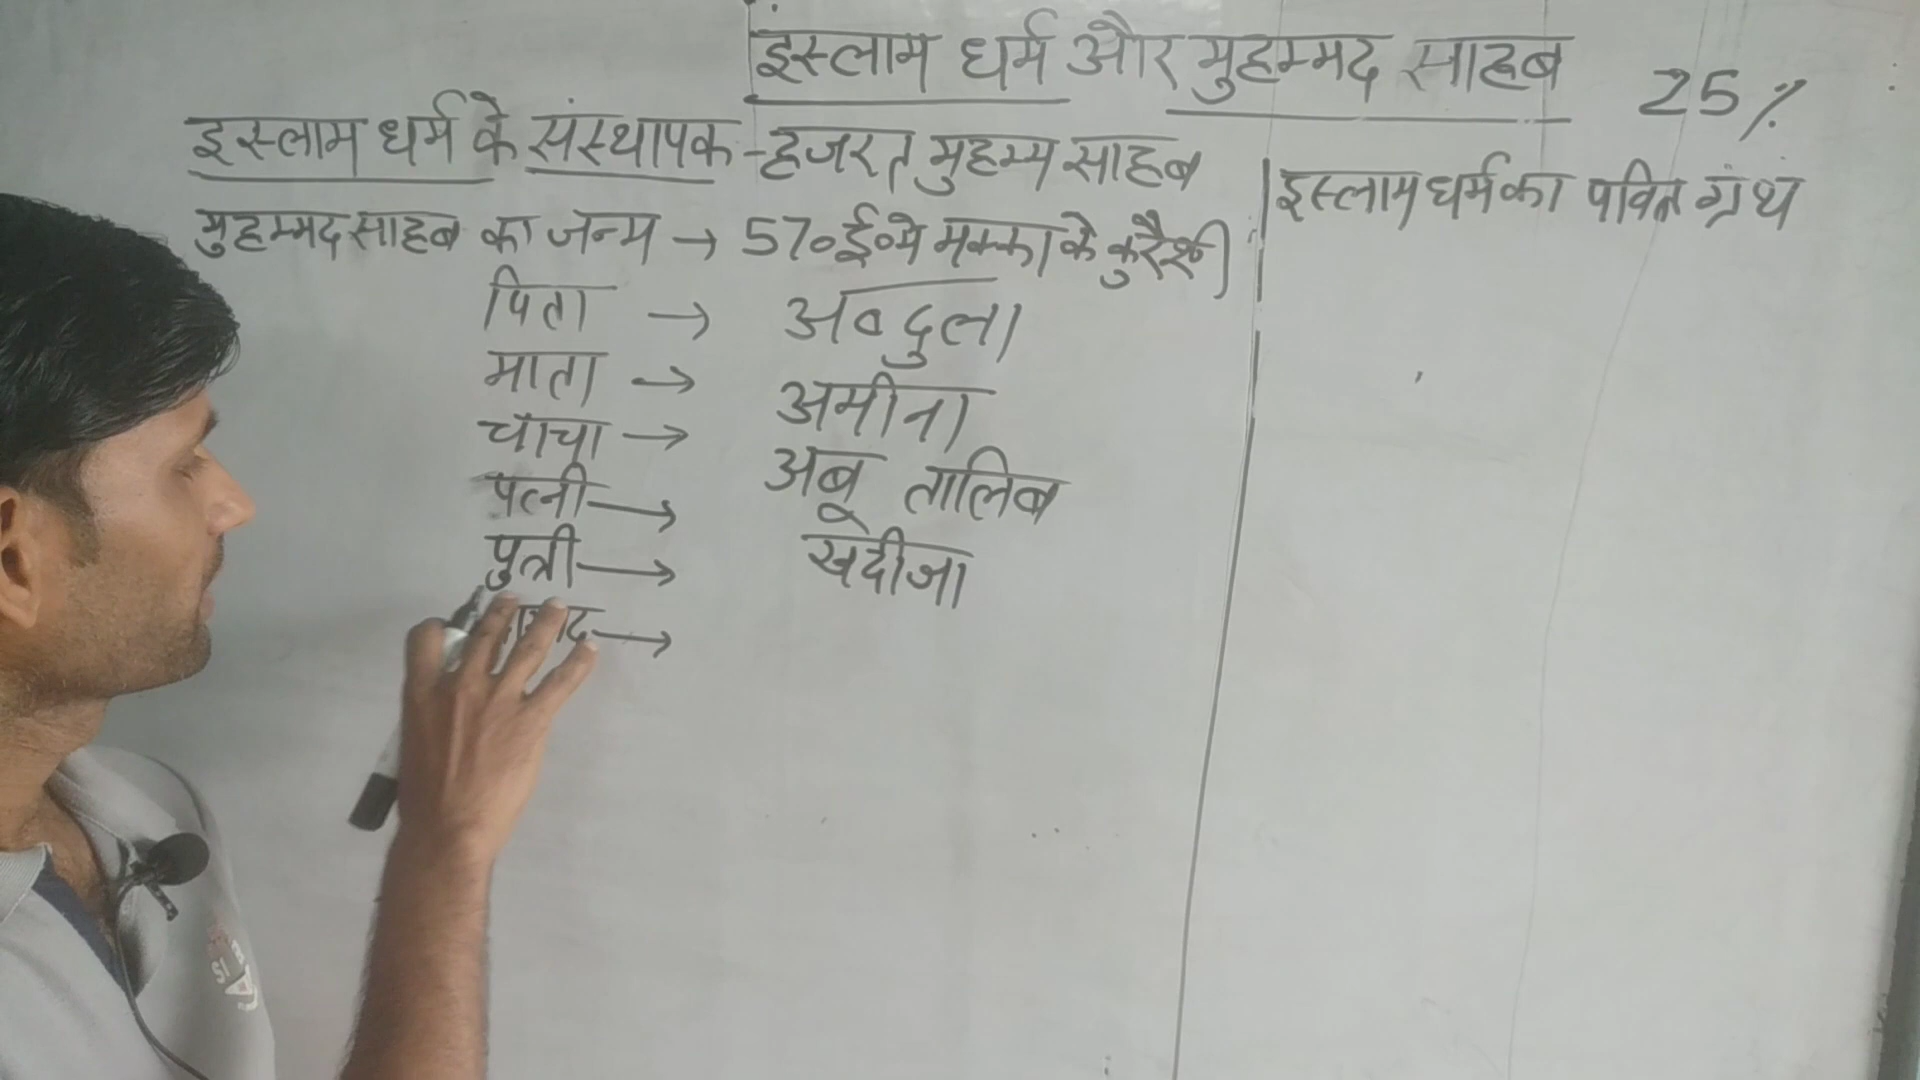 इस्लाम धर्म और मुहम्मद साहब
25%
इस्लाम धर्म के संस्थापक - हजरत मुहम्म साहब
मुहम्मद साहब का जन्म → 570 ई० मे मक्का के कुरैशी
पिता → अबदुला
माता → अमीना
चाचा → अबू तालिब
पत्नी → खदीजा
पुत्री →
→
इस्लाम धर्म का पवित्र ग्रंथ